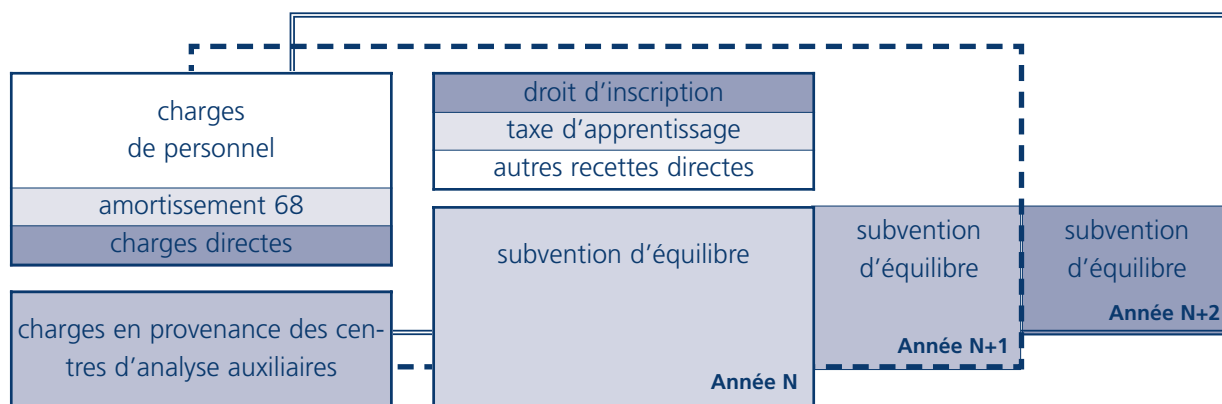 charges
de personnel
amortissement 68
charges directes
charges en provenance des cen-
tres d'analyse auxiliaires
droit d'inscription
taxe d'apprentissage
autres recettes directes
subvention d'équilibre
Année N
subvention
d'équilibre
Année N+1
subvention
d'équilibre
Année N+2